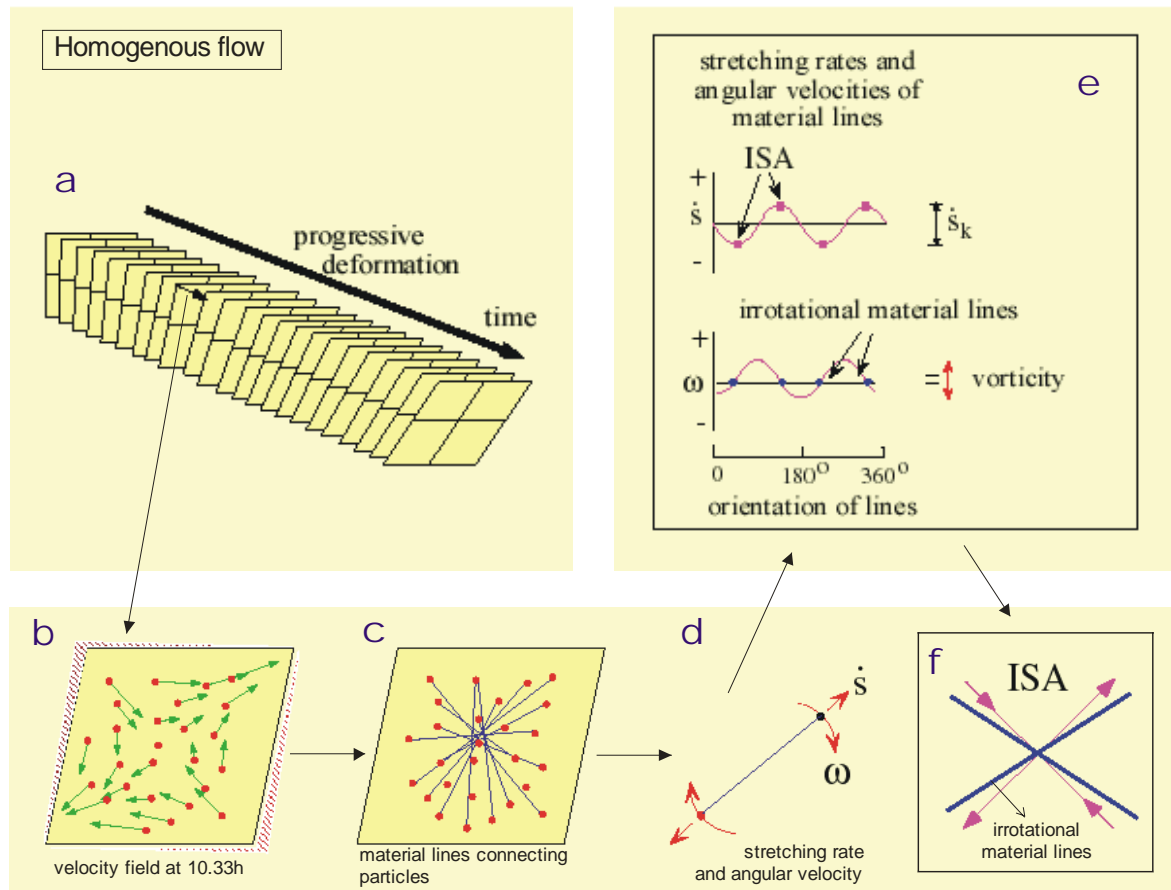 Homogenous flow
a
progressive
deformation
time
e
stretching rates and
angular velocities of
material lines
ISA
+
ṡ
-
ṡk
irrotational material lines
+
ω
-
= vorticity
0 180° 360°
orientation of lines
b
velocity field at 10.33h
c
material lines connecting
particles
d
ṡ
ω
stretching rate
and angular velocity
f
ISA
irrotational
material lines